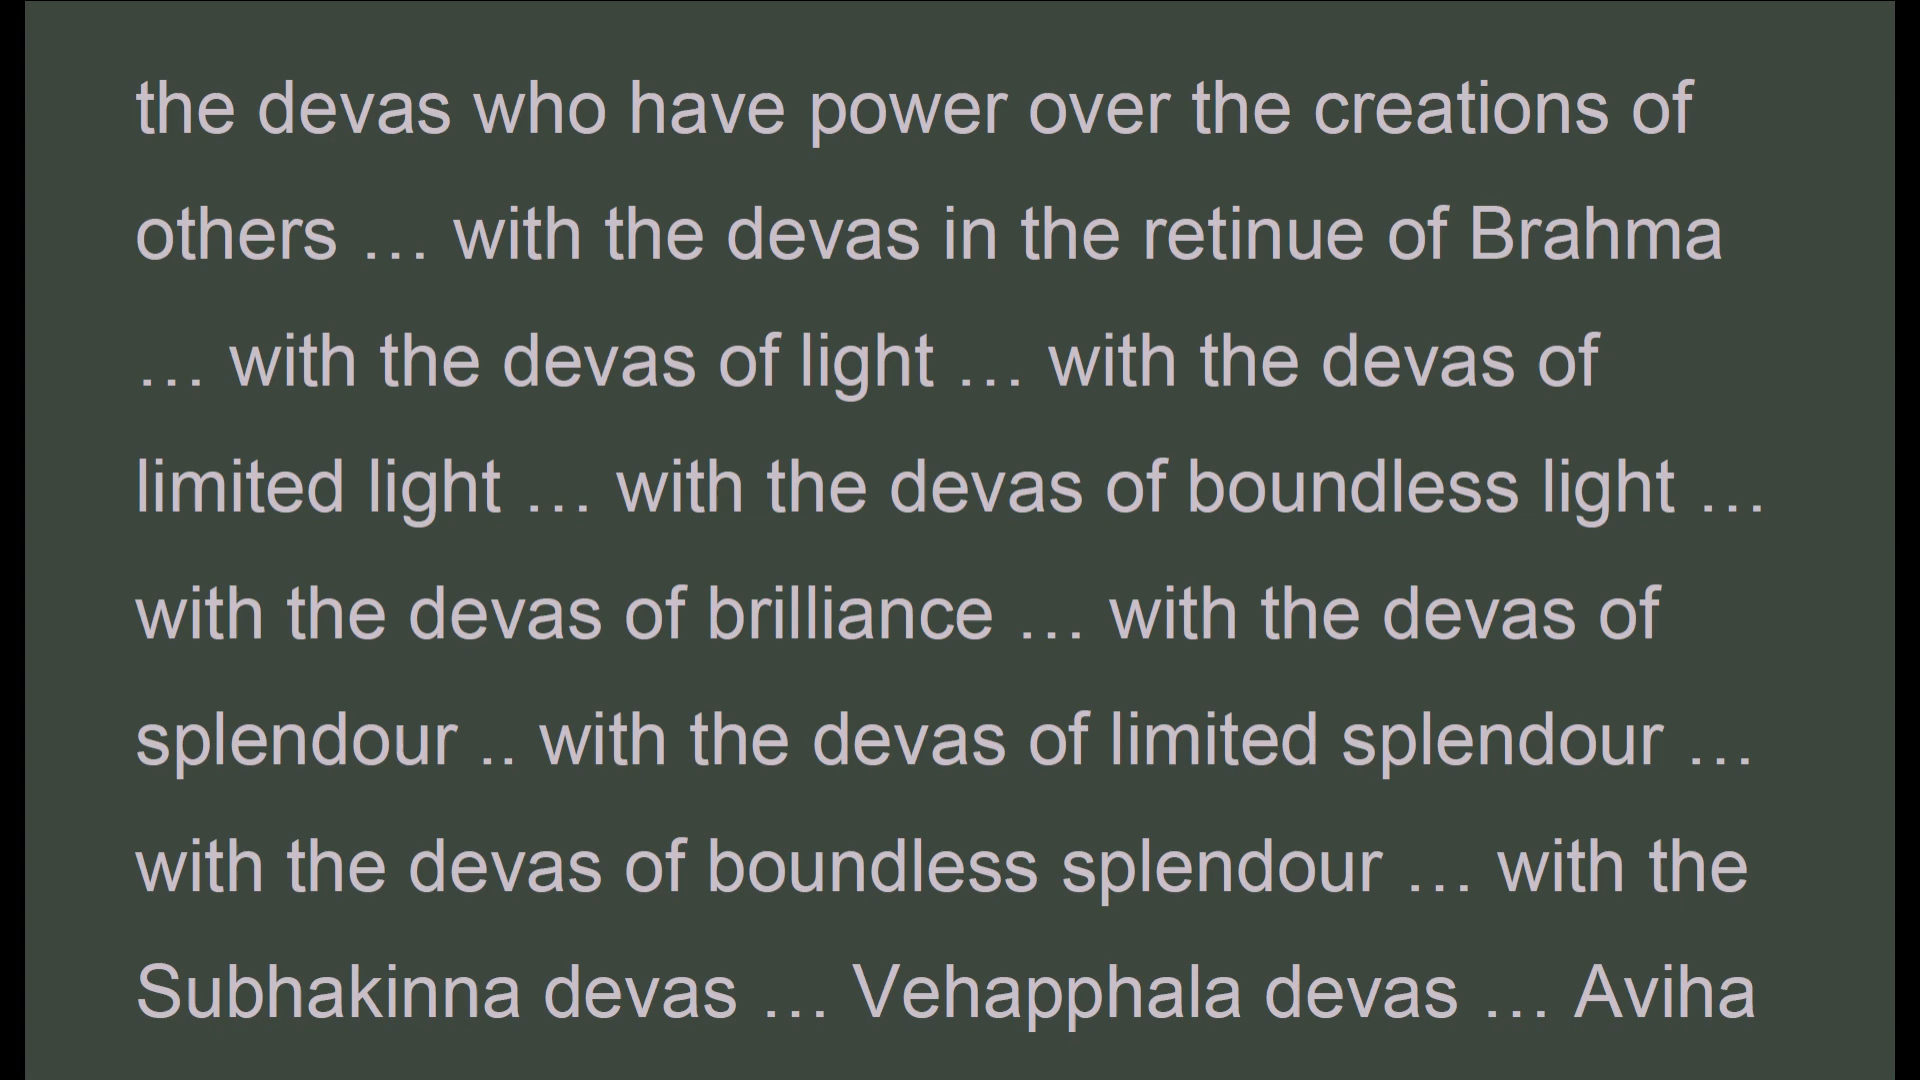 the devas who have power over the creations of
others … with the devas in the retinue of Brahma
… with the devas of light … with the devas of
limited light … with the devas of boundless light …
with the devas of brilliance … with the devas of
splendour .. with the devas of limited splendour …
with the devas of boundless splendour … with the
Subhakinna devas … Vehapphala devas … Aviha